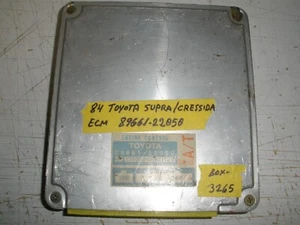 84 TOYOTA SUPRA/CRESSIDA
ECM 89661-22050
TOYOTA
A/T
BOX-
3265